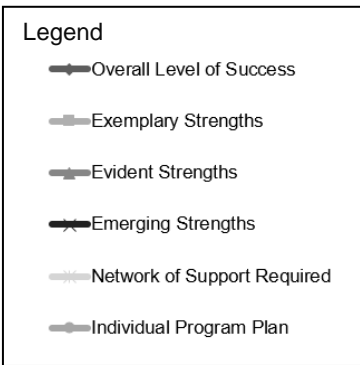 Legend
Overall Level of Success
Exemplary Strengths
Evident Strengths
Emerging Strengths
Network of Support Required
Individual Program Plan